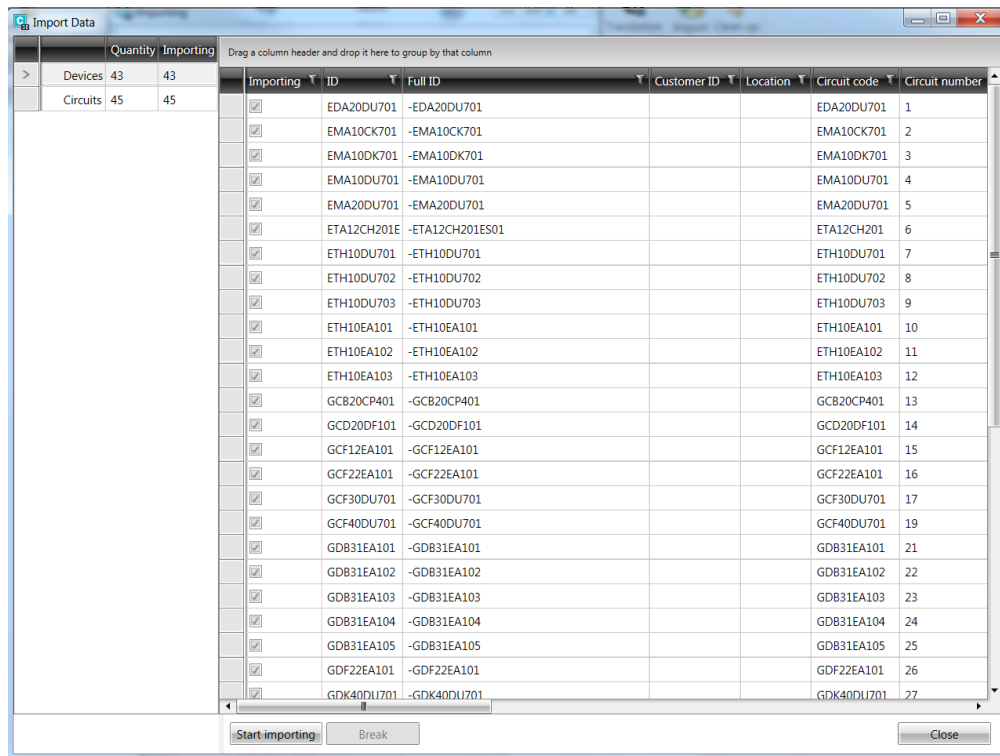 Import Data
Quantity Importing
Devices 43 43
Circuits 45 45
Drag a column header and drop it here to group by that column
Importing ID Full ID Customer ID Location Circuit code Circuit number
EDA20DU701 -EDA20DU701 EDA20DU701 1
EMA10CK701 -EMA10CK701 EMA10CK701 2
EMA10DK701 -EMA10DK701 EMA10DK701 3
EMA10DU701 -EMA10DU701 EMA10DU701 4
EMA20DU701 -EMA20DU701 EMA20DU701 5
ETA12CH201E -ETA12CH201ES01 ETA12CH201 6
ETH10DU701 -ETH10DU701 ETH10DU701 7
ETH10DU702 -ETH10DU702 ETH10DU702 8
ETH10DU703 -ETH10DU703 ETH10DU703 9
ETH10EA101 -ETH10EA101 ETH10EA101 10
ETH10EA102 -ETH10EA102 ETH10EA102 11
ETH10EA103 -ETH10EA103 ETH10EA103 12
GCB20CP401 -GCB20CP401 GCB20CP401 13
GCD20DF101 -GCD20DF101 GCD20DF101 14
GCF12EA101 -GCF12EA101 GCF12EA101 15
GCF22EA101 -GCF22EA101 GCF22EA101 16
GCF30DU701 -GCF30DU701 GCF30DU701 17
GCF40DU701 -GCF40DU701 GCF40DU701 19
GDB31EA101 -GDB31EA101 GDB31EA101 21
GDB31EA102 -GDB31EA102 GDB31EA102 22
GDB31EA103 -GDB31EA103 GDB31EA103 23
GDB31EA104 -GDB31EA104 GDB31EA104 24
GDB31EA105 -GDB31EA105 GDB31EA105 25
GDF22EA101 -GDF22EA101 GDF22EA101 26
GDK40DU701 -GDK40DU701 GDK40DU701 27
Start importing Break Close